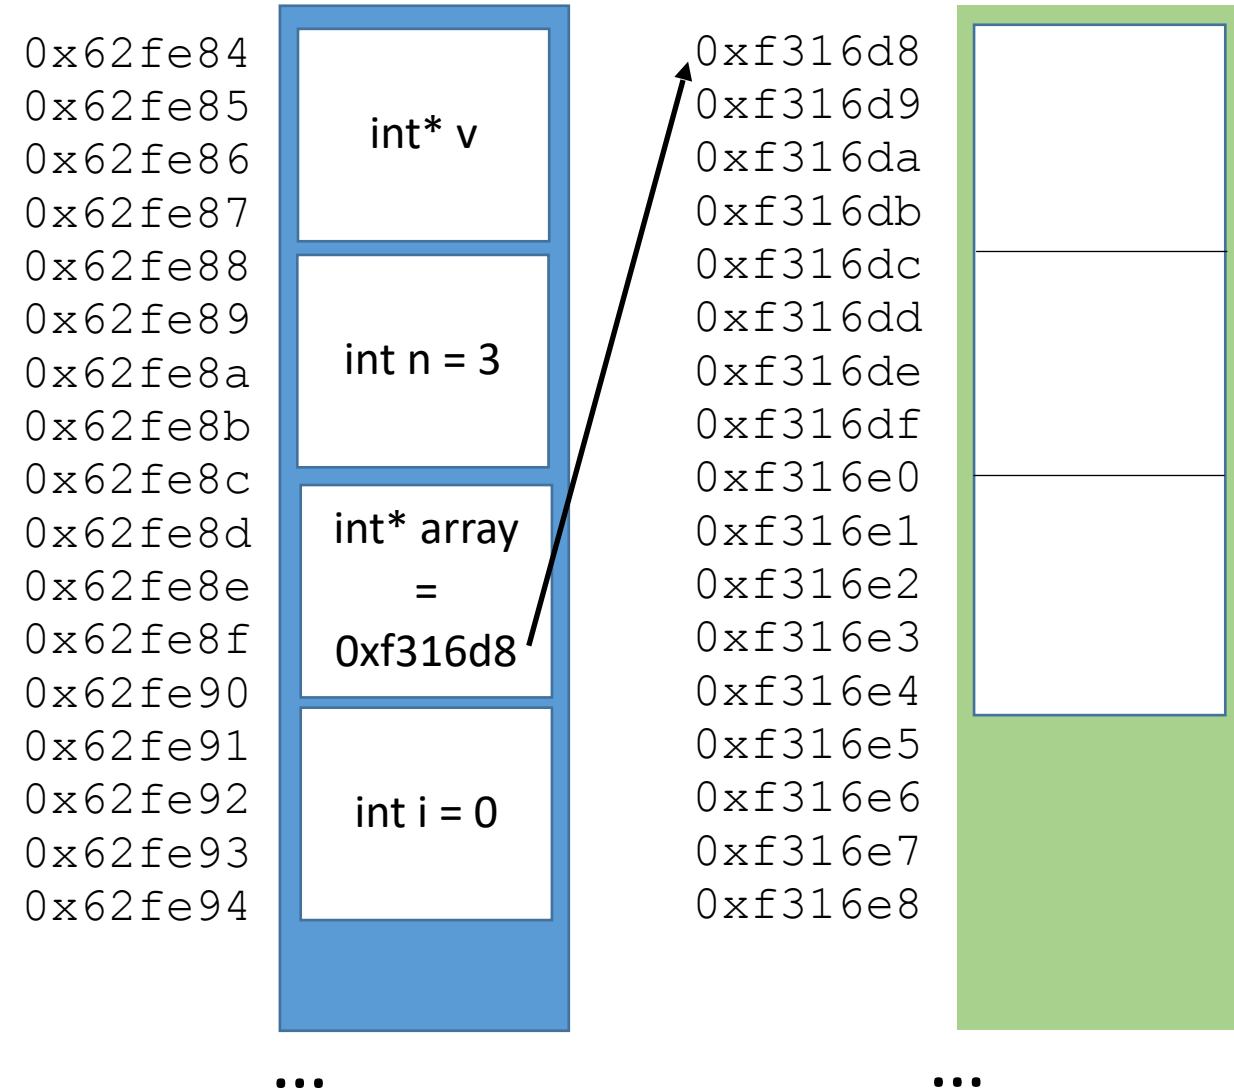 0x62fe84
0x62fe85
0x62fe86
0x62fe87
0x62fe88
0x62fe89
0x62fe8a
0x62fe8b
0x62fe8c
0x62fe8d
0x62fe8e
0x62fe8f
0x62fe90
0x62fe91
0x62fe92
0x62fe93
0x62fe94
int* v
int n = 3
int* array
=
0xf316d8
int i = 0
...
0xf316d8
0xf316d9
0xf316da
0xf316db
0xf316dc
0xf316dd
0xf316de
0xf316df
0xf316e0
0xf316e1
0xf316e2
0xf316e3
0xf316e4
0xf316e5
0xf316e6
0xf316e7
0xf316e8
...